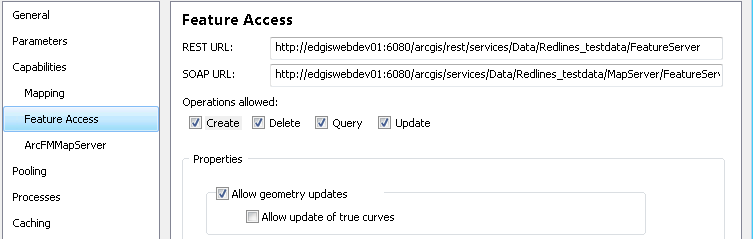 General
Parameters
Capabilities
Mapping
Feature Access
ArcFMMapServer
Pooling
Processes
Caching
Feature Access
REST URL: http://edgiswebdev01:6080/arcgis/rest/services/Data/Redlines_testdata/FeatureServer
SOAP URL: http://edgiswebdev01:6080/arcgis/services/Data/Redlines_testdata/MapServer/FeatureServ
Operations allowed:
Create Delete Query Update
Properties
Allow geometry updates
Allow update of true curves